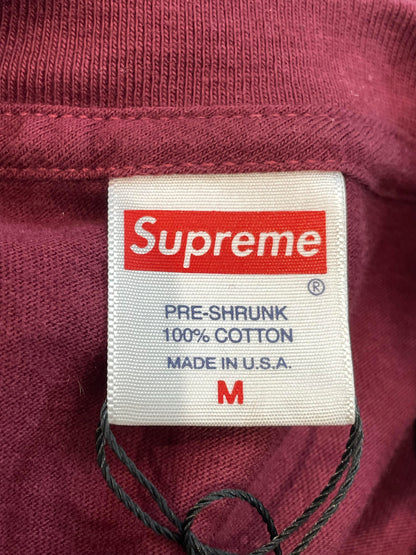 Supreme
®
PRE-SHRUNK
100% COTTON
MADE IN U.S.A.
M